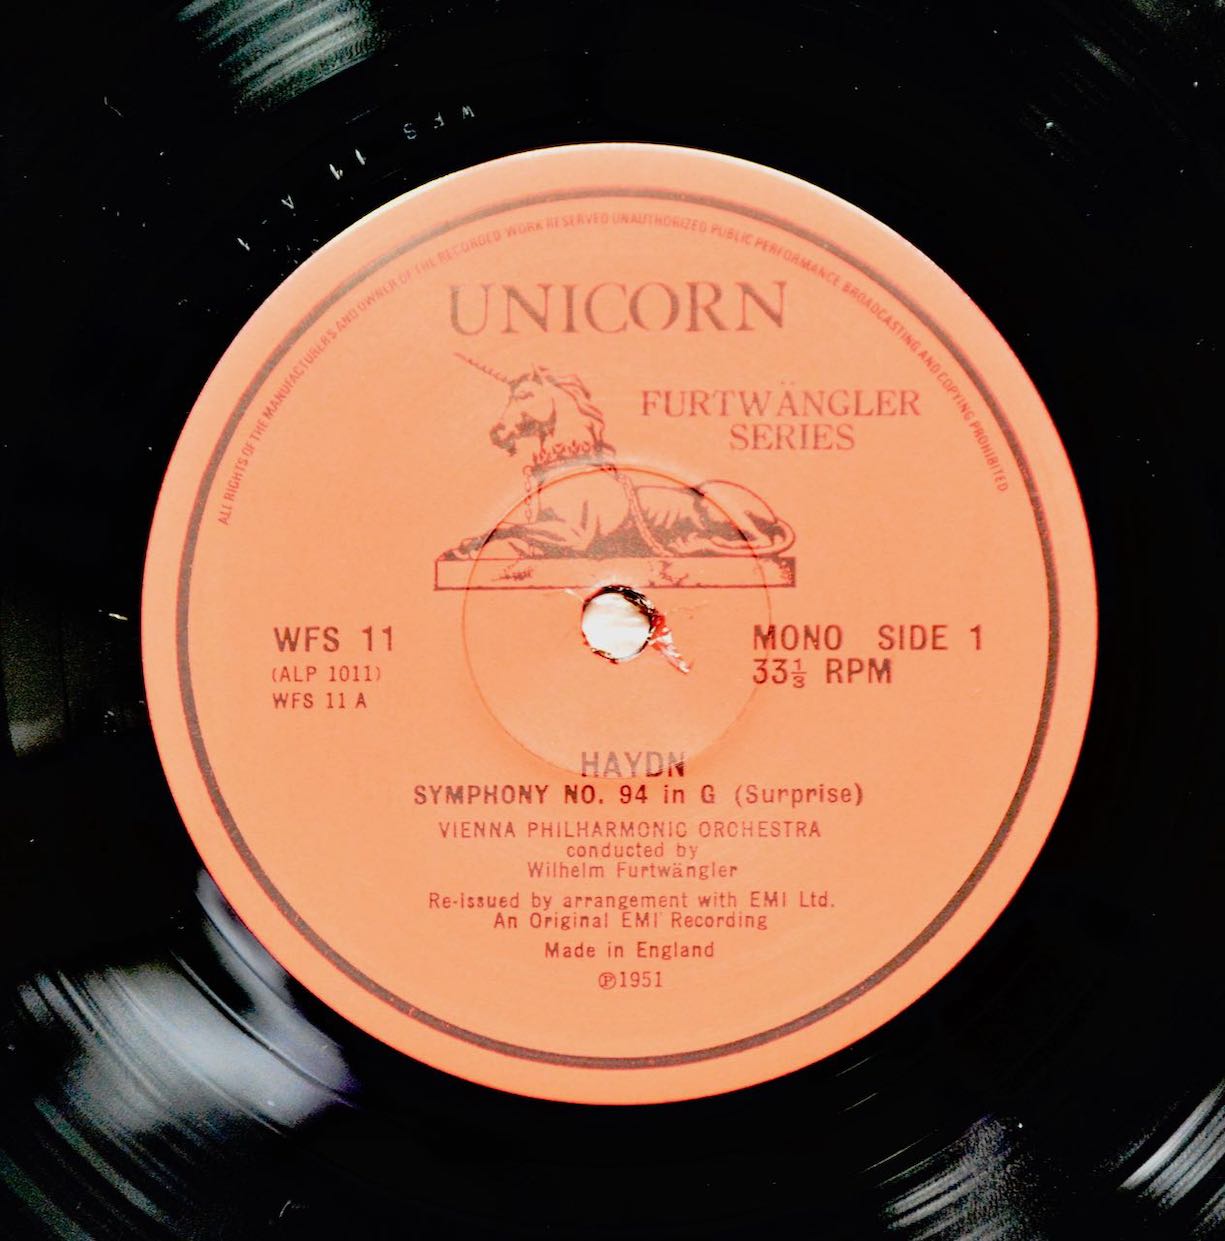 WFS 11 A
1
ALL RIGHTS OF THE MANUFACTURERS AND OWNER OF THE RECORDED WORK RESERVED UNAUTHORIZED PUBLIC PERFORMANCE BROADCASTING AND COPYING PROHIBITED
UNICORN
FURTWÄNGLER
SERIES
WFS 11
(ALP 1011)
WFS 11 A
MONO SIDE 1
33⅓ RPM
HAYDN
SYMPHONY NO. 94 in G (Surprise)
VIENNA PHILHARMONIC ORCHESTRA
conducted by
Wilhelm Furtwängler
Re-issued by arrangement with EMI Ltd.
An Original EMI Recording
Made in England
℗1951